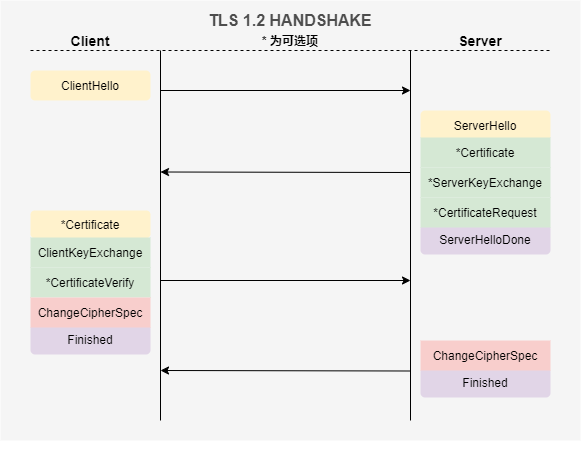 TLS 1.2 HANDSHAKE
Client
* 为可选项
Server
ClientHello
ServerHello
*Certificate
*ServerKeyExchange
*CertificateRequest
ServerHelloDone
*Certificate
ClientKeyExchange
*CertificateVerify
ChangeCipherSpec
Finished
ChangeCipherSpec
Finished